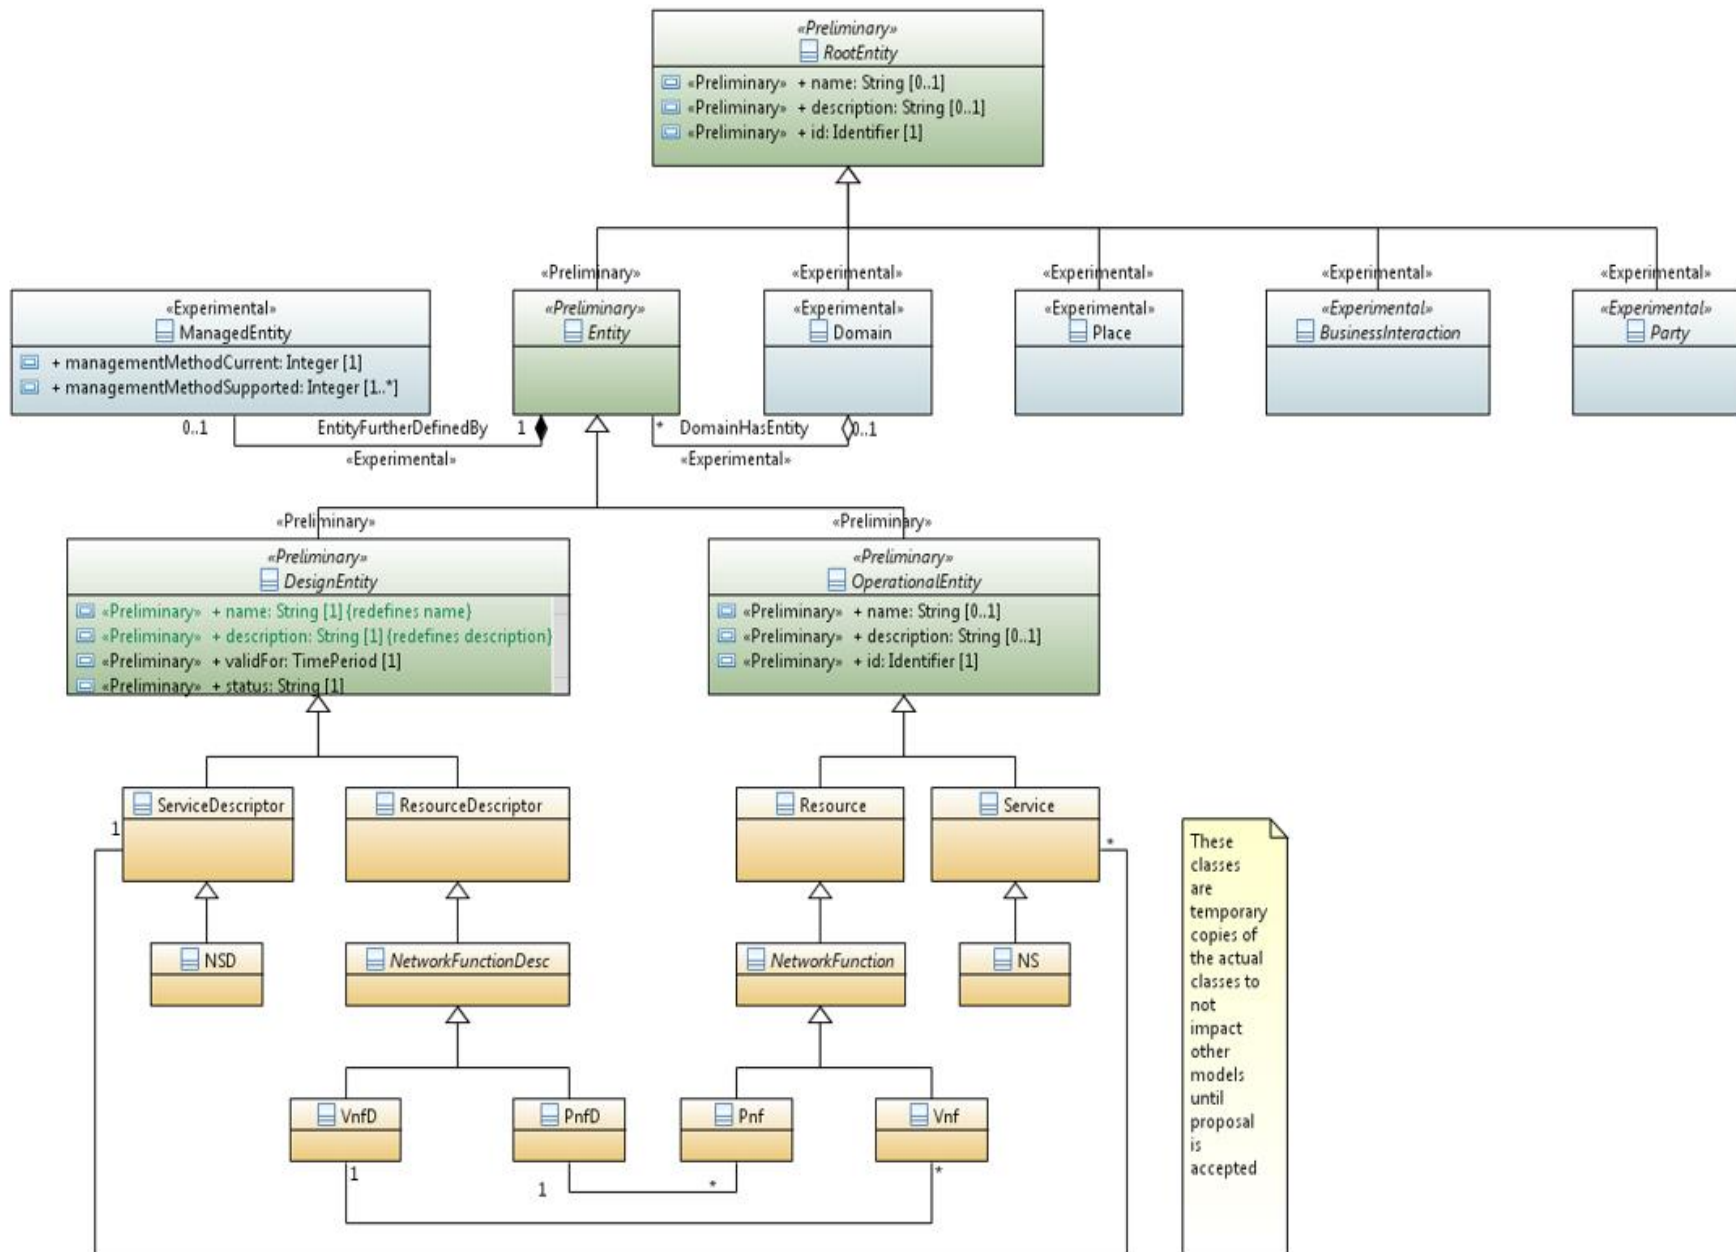 «Preliminary»
RootEntity
«Preliminary» + name: String [0..1]
«Preliminary» + description: String [0..1]
«Preliminary» + id: Identifier [1]
«Preliminary»
«Experimental»
«Experimental»
«Experimental»
«Experimental»
«Experimental»
ManagedEntity
+ managementMethodCurrent: Integer [1]
+ managementMethodSupported: Integer [1..*]
«Preliminary»
Entity
«Experimental»
Domain
«Experimental»
Place
«Experimental»
BusinessInteraction
«Experimental»
Party
0..1 EntityFurtherDefinedBy 1
«Experimental»
* DomainHasEntity 0..1
«Experimental»
«Preliminary»
«Preliminary»
«Preliminary»
DesignEntity
«Preliminary» + name: String [1] {redefines name}
«Preliminary» + description: String [1] {redefines description}
«Preliminary» + validFor: TimePeriod [1]
«Preliminary» + status: String [1]
«Preliminary»
OperationalEntity
«Preliminary» + name: String [0..1]
«Preliminary» + description: String [0..1]
«Preliminary» + id: Identifier [1]
ServiceDescriptor
ResourceDescriptor
Resource
Service
1
*
NSD
NetworkFunctionDesc
NetworkFunction
NS
VnfD
PnfD
Pnf
Vnf
1
*
1
*
These
classes
are
temporary
copies of
the actual
classes to
not
impact
other
models
until
proposal
is
accepted